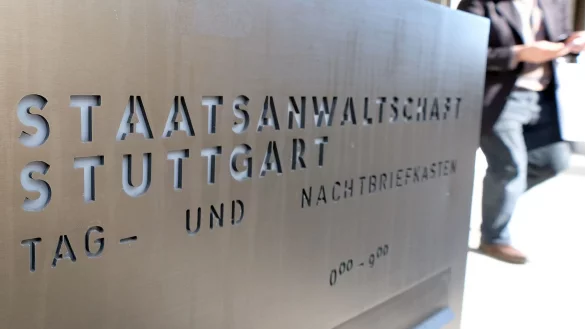 STAATSANWALTSCHAFT
STUTTGART
TAG- UND NACHTBRIEFKASTEN
0⁰⁰-9⁰⁰